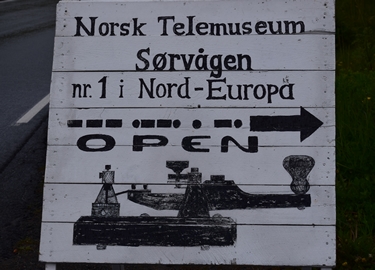 Norsk Telemuseum
Sørvågen
nr. 1 i Nord-Europa
OPEN